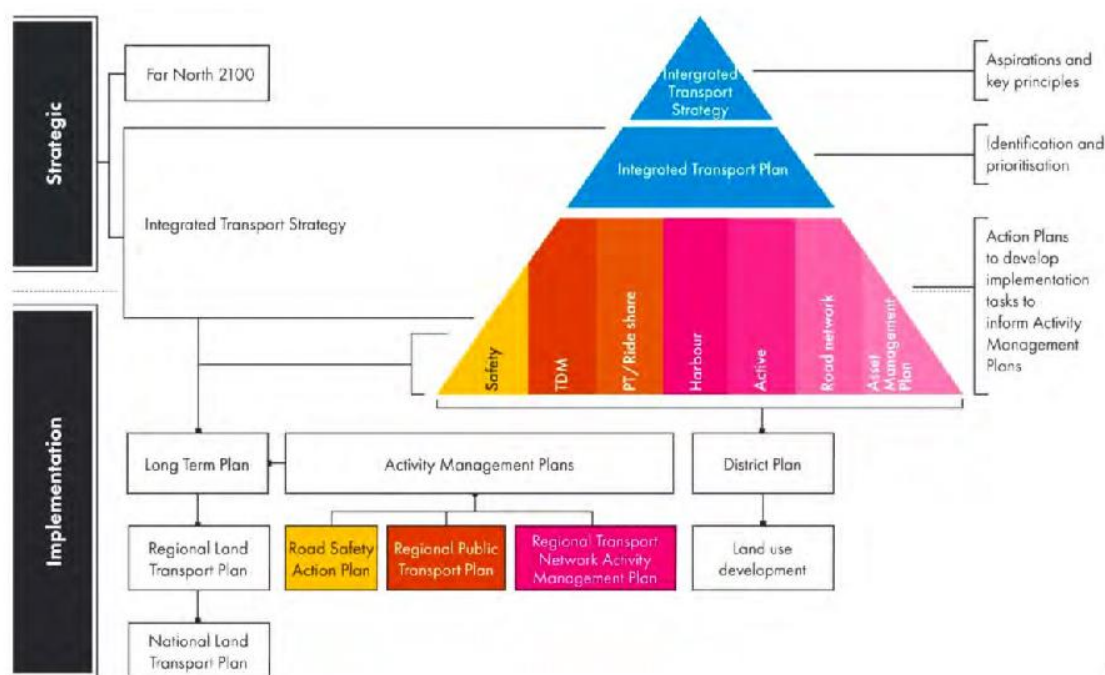 Strategic
Far North 2100
Intergrated
Transport
Strategy
Aspirations and
key principles
Integrated Transport Plan
Identification and
prioritisation
Integrated Transport Strategy
Action Plans
to develop
implementation
tasks to
inform Activity
Management
Plans
Safety
TDM
PT/Ride share
Harbour
Active
Road network
Asset
Management
Plan
Implementation
Long Term Plan
Activity Management Plans
District Plan
Regional Land
Transport Plan
Road Safety
Action Plan
Regional Public
Transport Plan
Regional Transport
Network Activity
Management Plan
Land use
development
National Land
Transport Plan